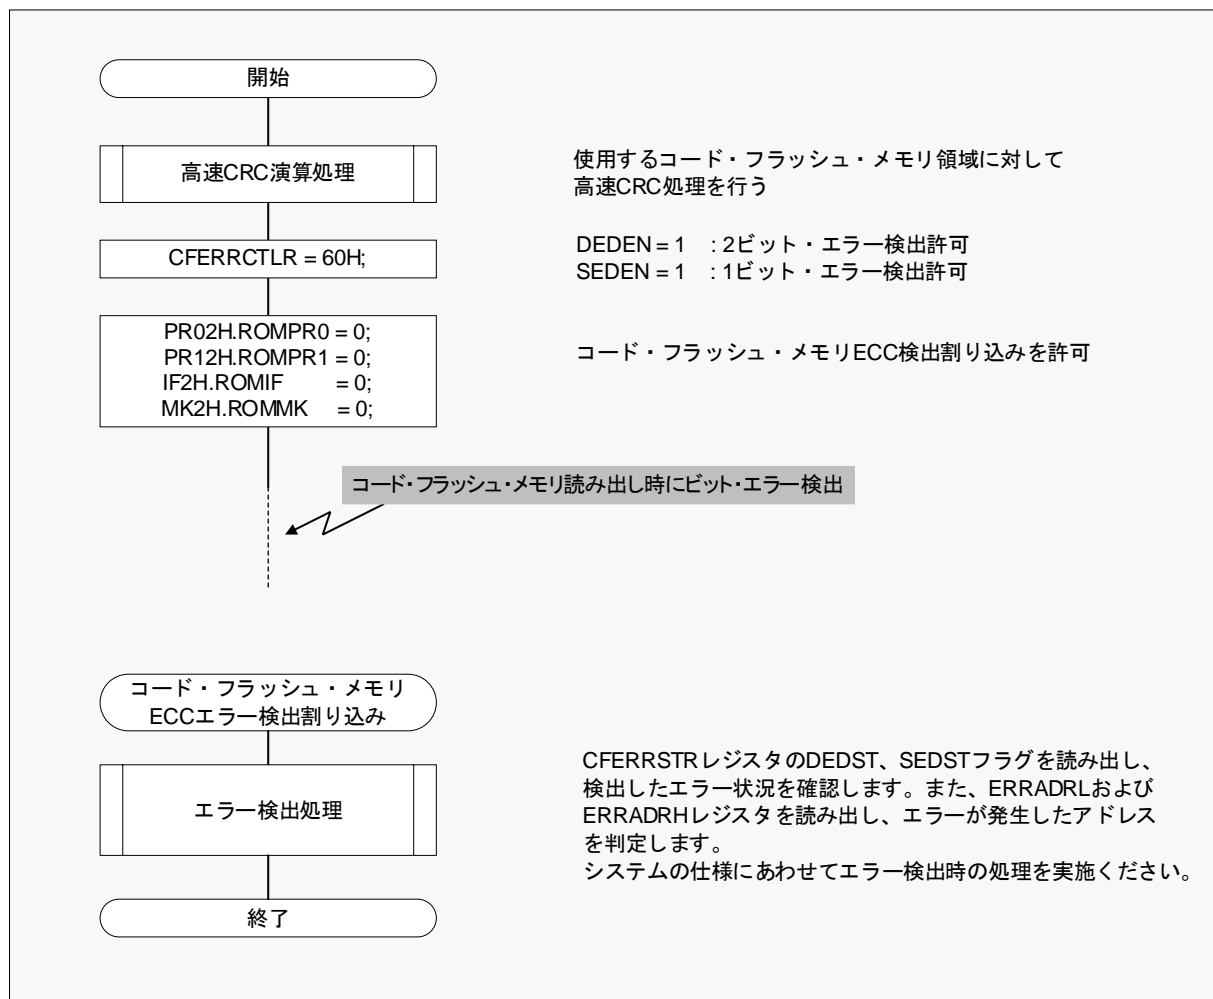 開始
高速CRC演算処理
使用するコード・フラッシュ・メモリ領域に対して
高速CRC処理を行う
CFERRCTLR = 60H;
DEDEN = 1 : 2ビット・エラー検出許可
SEDEN = 1 : 1ビット・エラー検出許可
PR02H.ROMPR0 = 0;
PR12H.ROMPR1 = 0;
IF2H.ROMIF = 0;
MK2H.ROMMK = 0;
コード・フラッシュ・メモリECC検出割り込みを許可
コード・フラッシュ・メモリ読み出し時にビット・エラー検出
コード・フラッシュ・メモリ
ECCエラー検出割り込み
エラー検出処理
CFERRSTRレジスタのDEDST、SEDSTフラグを読み出し、
検出したエラー状況を確認します。また、ERRADRLおよび
ERRADRHレジスタを読み出し、エラーが発生したアドレス
を判定します。
システムの仕様にあわせてエラー検出時の処理を実施ください。
終了